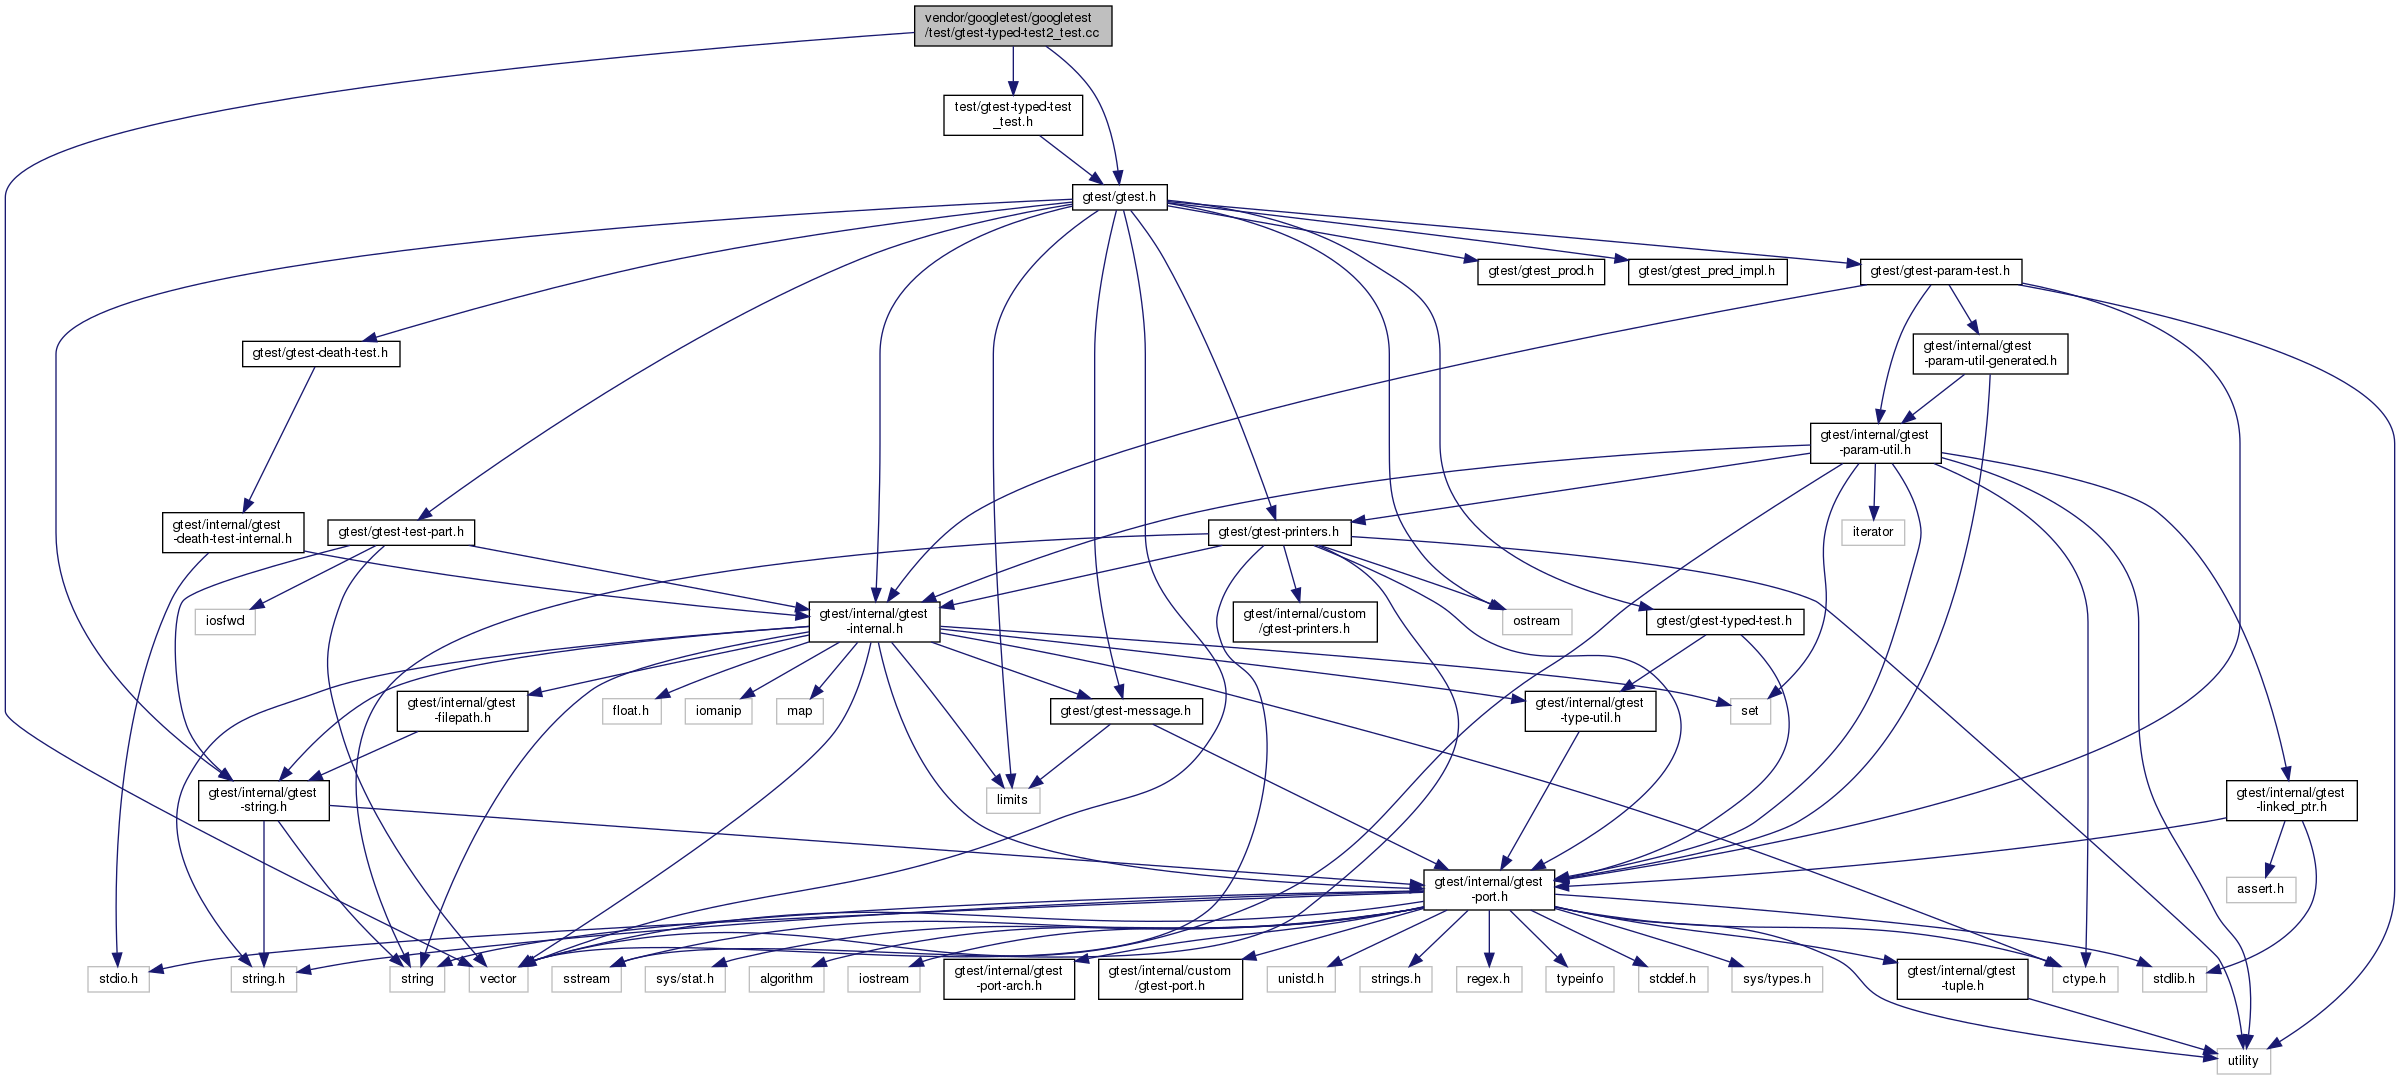 vendor/googletest/googletest
/test/gtest-typed-test2_test.cc
test/gtest-typed-test
_test.h
gtest/gtest.h
gtest/gtest_prod.h
gtest/gtest_pred_impl.h
gtest/gtest-param-test.h
gtest/gtest-death-test.h
gtest/internal/gtest
-param-util-generated.h
gtest/internal/gtest
-param-util.h
gtest/internal/gtest
-death-test-internal.h
gtest/gtest-test-part.h
gtest/gtest-printers.h
iterator
iosfwd
gtest/internal/gtest
-internal.h
gtest/internal/custom
/gtest-printers.h
ostream
gtest/gtest-typed-test.h
gtest/internal/gtest
-filepath.h
float.h
iomanip
map
gtest/gtest-message.h
gtest/internal/gtest
-type-util.h
set
gtest/internal/gtest
-string.h
limits
gtest/internal/gtest
-linked_ptr.h
gtest/internal/gtest
-port.h
assert.h
stdio.h
string.h
string
vector
sstream
sys/stat.h
algorithm
iostream
gtest/internal/gtest
-port-arch.h
gtest/internal/custom
/gtest-port.h
unistd.h
strings.h
regex.h
typeinfo
stddef.h
sys/types.h
gtest/internal/gtest
-tuple.h
ctype.h
stdlib.h
utility